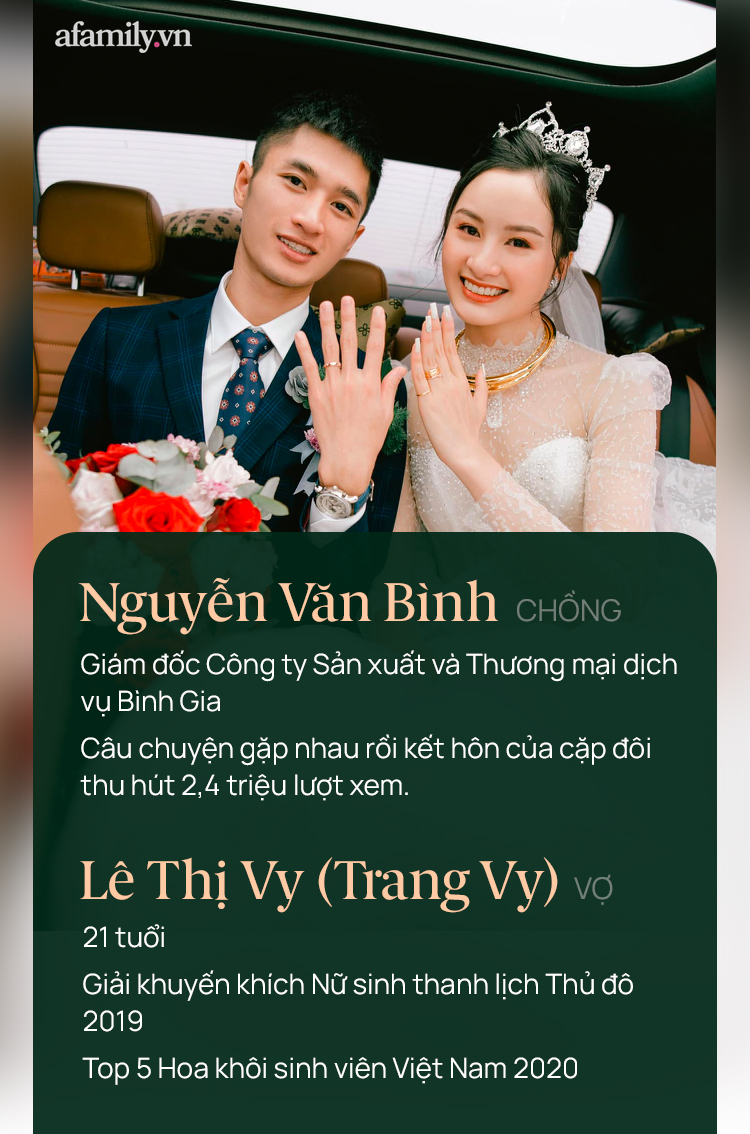 afamily.vn
Nguyễn Văn Bình CHỒNG
Giám đốc Công ty Sản xuất và Thương mại dịch
vụ Bình Gia
Câu chuyện gặp nhau rồi kết hôn của cặp đôi
thu hút 2,4 triệu lượt xem.
Lê Thị Vy (Trang Vy) VỢ
21 tuổi
Giải khuyến khích Nữ sinh thanh lịch Thủ đô
2019
Top 5 Hoa khôi sinh viên Việt Nam 2020